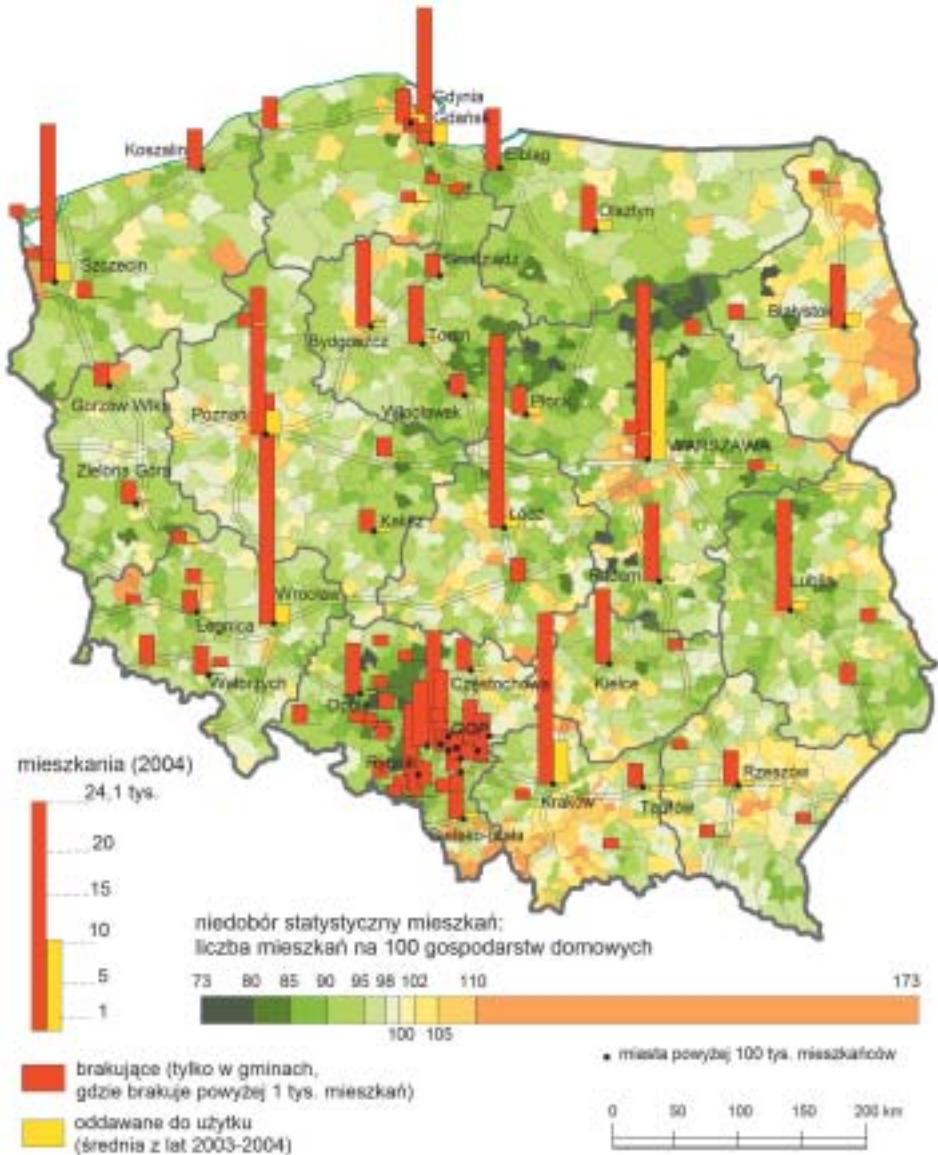 Gdynia
Gdańsk
Koszalin
Elbląg
Olsztyn
Szczecin
Grudziądz
Białystok
Bydgoszcz
Toruń
Gorzów Wlkp.
Poznań
Włocławek
Płock
WARSZAWA
Zielona Góra
Kalisz
Łódź
Radom
Lublin
Wrocław
Legnica
Wałbrzych
Opole
Częstochowa
Kielce
GOP
Rybnik
Bielsko-Biała
Kraków
Tarnów
Rzeszów
mieszkania (2004)
24,1 tys.
20
15
10
5
1
niedobór statystyczny mieszkań:
liczba mieszkań na 100 gospodarstw domowych
73 80 85 90 95 98 102 110 173
100 105
brakujące (tylko w gminach,
gdzie brakuje powyżej 1 tys. mieszkań)
oddawane do użytku
(średnia z lat 2003-2004)
miasta powyżej 100 tys. mieszkańców
0 50 100 150 200 km